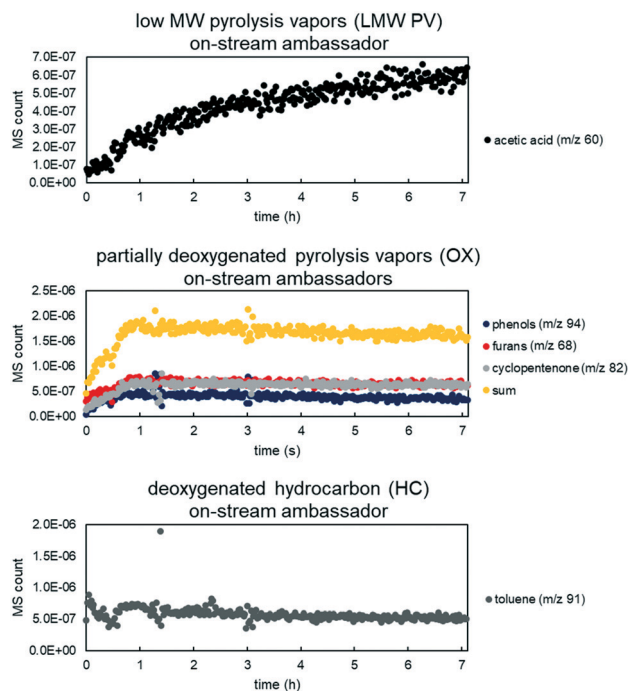 low MW pyrolysis vapors (LMW PV)
on-stream ambassador
7.0E-07
6.0E-07
5.0E-07
4.0E-07
3.0E-07
2.0E-07
1.0E-07
0.0E+00
MS count
0 1 2 3 4 5 6 7
time (h)
acetic acid (m/z 60)
partially deoxygenated pyrolysis vapors (OX)
on-stream ambassadors
2.5E-06
2.0E-06
1.5E-06
1.0E-06
5.0E-07
0.0E+00
MS count
0 1 2 3 4 5 6 7
time (s)
phenols (m/z 94)
furans (m/z 68)
cyclopentenone (m/z 82)
sum
deoxygenated hydrocarbon (HC)
on-stream ambassador
2.0E-06
1.5E-06
1.0E-06
5.0E-07
0.0E+00
MS count
0 1 2 3 4 5 6 7
time (h)
toluene (m/z 91)